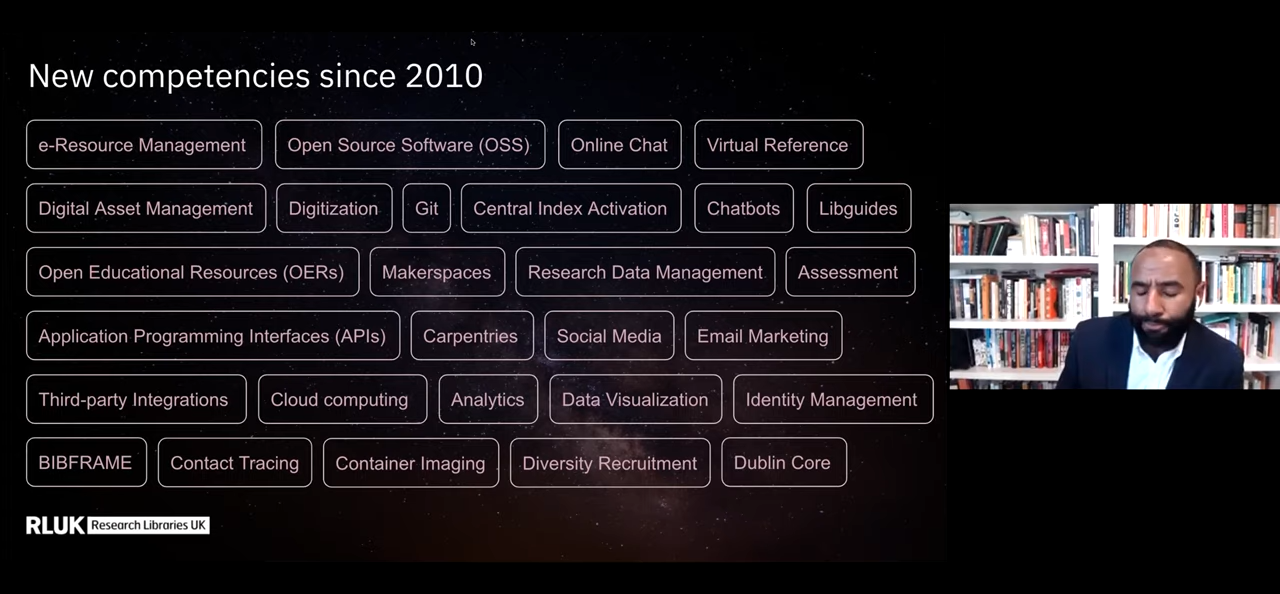 New competencies since 2010
e-Resource Management Open Source Software (OSS) Online Chat Virtual Reference
Digital Asset Management Digitization Git Central Index Activation Chatbots Libguides
Open Educational Resources (OERs) Makerspaces Research Data Management Assessment
Application Programming Interfaces (APIs) Carpentries Social Media Email Marketing
Third-party Integrations Cloud computing Analytics Data Visualization Identity Management
BIBFRAME Contact Tracing Container Imaging Diversity Recruitment Dublin Core
RLUK Research Libraries UK